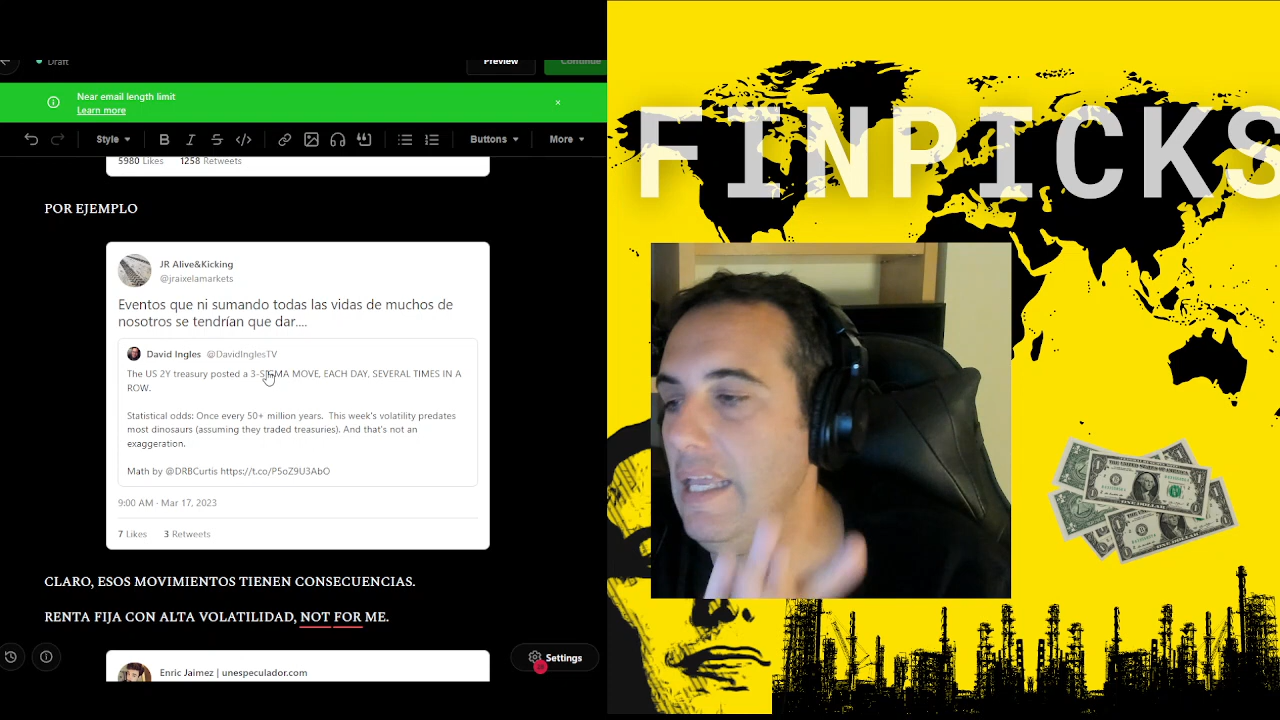 Draft
Preview
Continue
Near email length limit
Learn more
Style
Buttons
More
5980 Likes 1258 Retweets
POR EJEMPLO
JR Alive&Kicking
@jraixelamarkets
Eventos que ni sumando todas las vidas de muchos de
nosotros se tendrían que dar....
David Ingles @DavidInglesTV
The US 2Y treasury posted a 3-SIGMA MOVE, EACH DAY, SEVERAL TIMES IN A
ROW.
Statistical odds: Once every 50+ million years. This week's volatility predates
most dinosaurs (assuming they traded treasuries). And that's not an
exaggeration.
Math by @DRBCurtis https://t.co/P5oZ9U3AbO
9:00 AM · Mar 17, 2023
7 Likes 3 Retweets
CLARO, ESOS MOVIMIENTOS TIENEN CONSECUENCIAS.
RENTA FIJA CON ALTA VOLATILIDAD, NOT FOR ME.
Settings
Enric Jaimez | unespeculador.com
FINPICKS